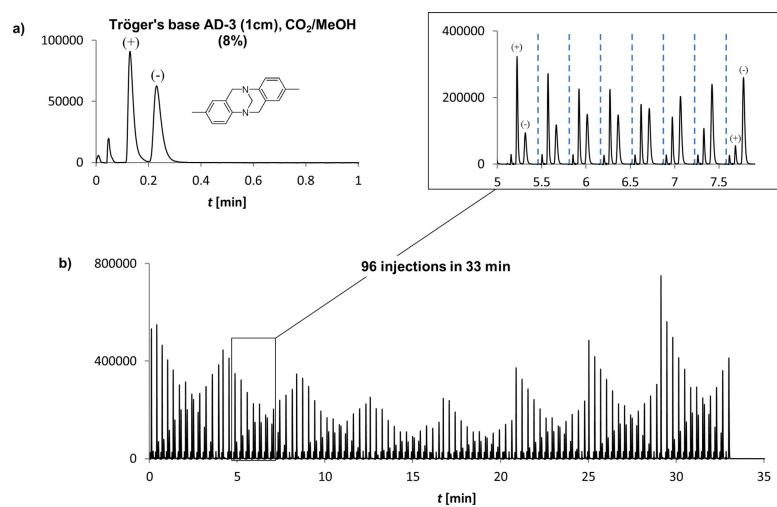 a)
Tröger's base AD-3 (1cm), CO₂/MeOH
(8%)
100000
50000
0
(+)
(-)
N
N
0 0.2 0.4 0.6 0.8 1
t [min]
400000
200000
0
(+)
(-)
(-)
(+)
5 5.5 6 6.5 7 7.5
t [min]
b)
96 injections in 33 min
800000
400000
0
0 5 10 15 20 25 30 35
t [min]